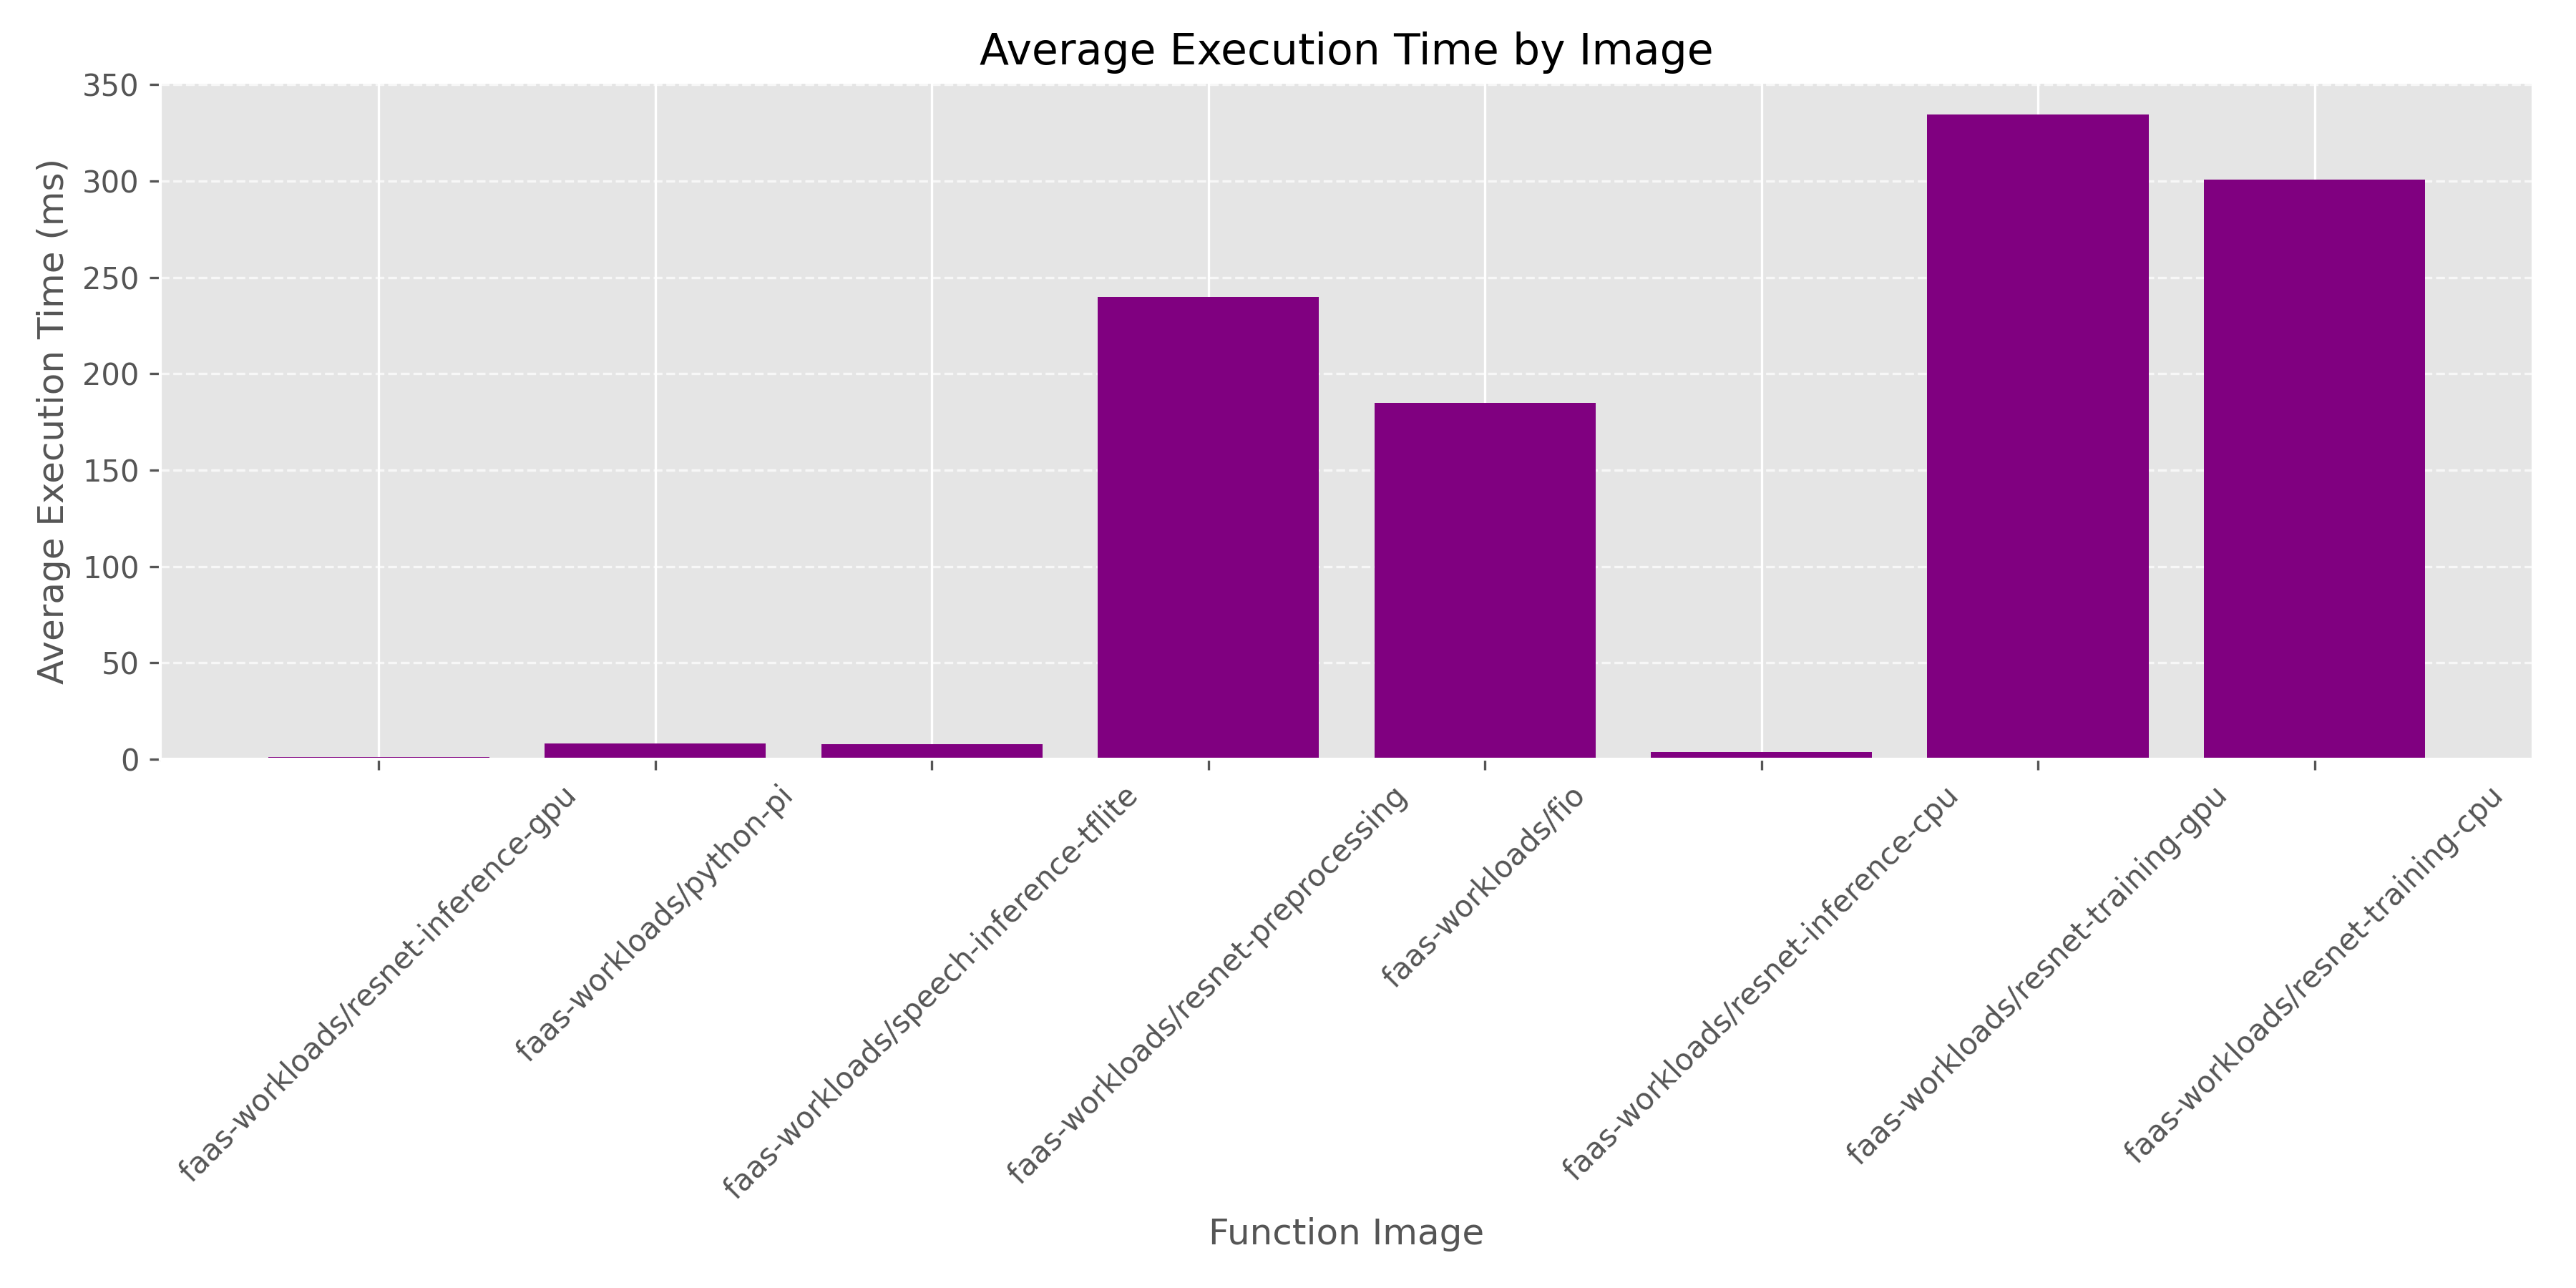 Average Execution Time by Image
Average Execution Time (ms)
350
300
250
200
150
100
50
0
faas-workloads/resnet-inference-gpu
faas-workloads/python-pi
faas-workloads/speech-inference-tflite
faas-workloads/resnet-preprocessing
faas-workloads/fio
faas-workloads/resnet-inference-cpu
faas-workloads/resnet-training-gpu
faas-workloads/resnet-training-cpu
Function Image